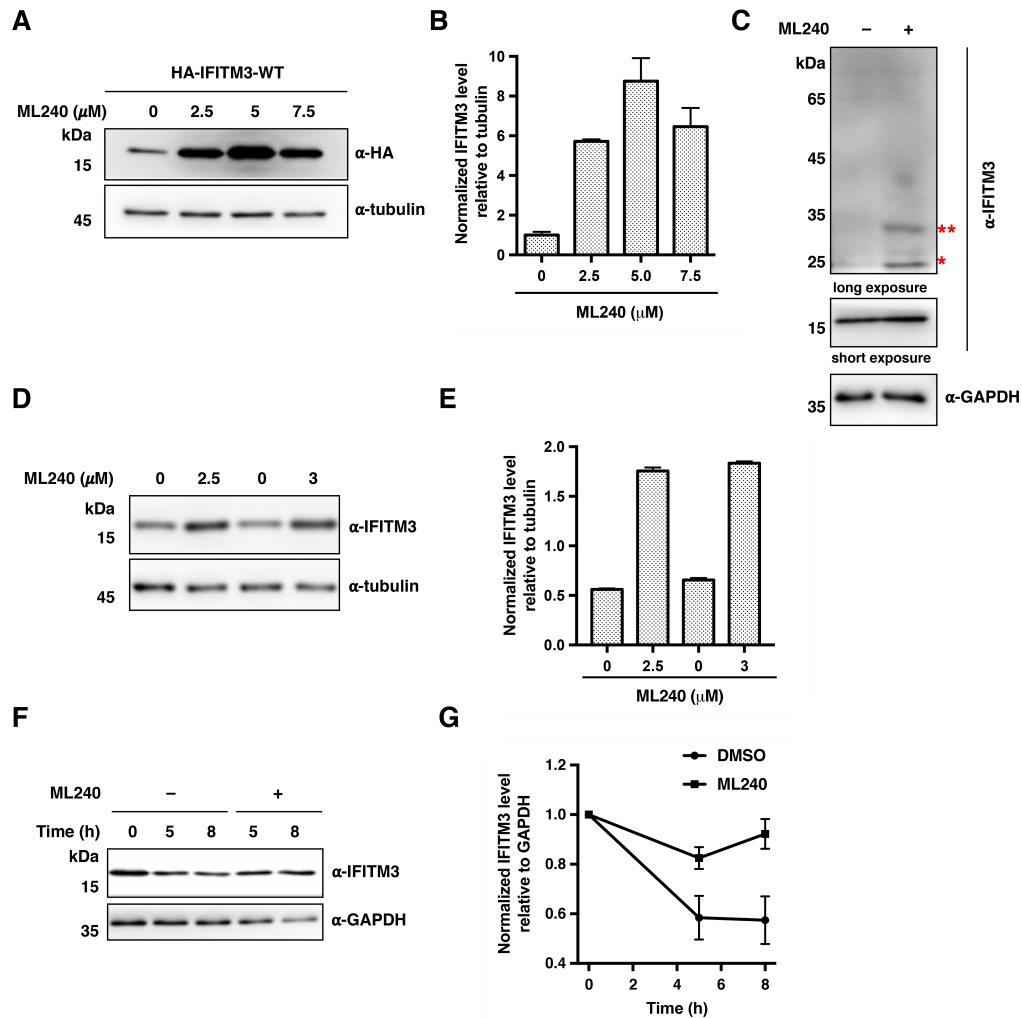 A
HA-IFITM3-WT
ML240 (μM) 0 2.5 5 7.5
kDa
15
α-HA
45
α-tubulin
B
Normalized IFITM3 level
relative to tubulin
10
8
6
4
2
0
0 2.5 5.0 7.5
ML240 (μM)
C
ML240 – +
kDa
65
45
35
25
**
*
long exposure
15
short exposure
α-IFITM3
35
α-GAPDH
D
ML240 (μM) 0 2.5 0 3
kDa
15
α-IFITM3
45
α-tubulin
E
Normalized IFITM3 level
relative to tubulin
2.0
1.5
1.0
0.5
0.0
0 2.5 0 3
ML240 (μM)
F
ML240 – +
Time (h) 0 5 8 5 8
kDa
15
α-IFITM3
35
α-GAPDH
G
Normalized IFITM3 level
relative to GAPDH
DMSO
ML240
1.2
1.0
0.8
0.6
0.4
0 2 4 6 8
Time (h)